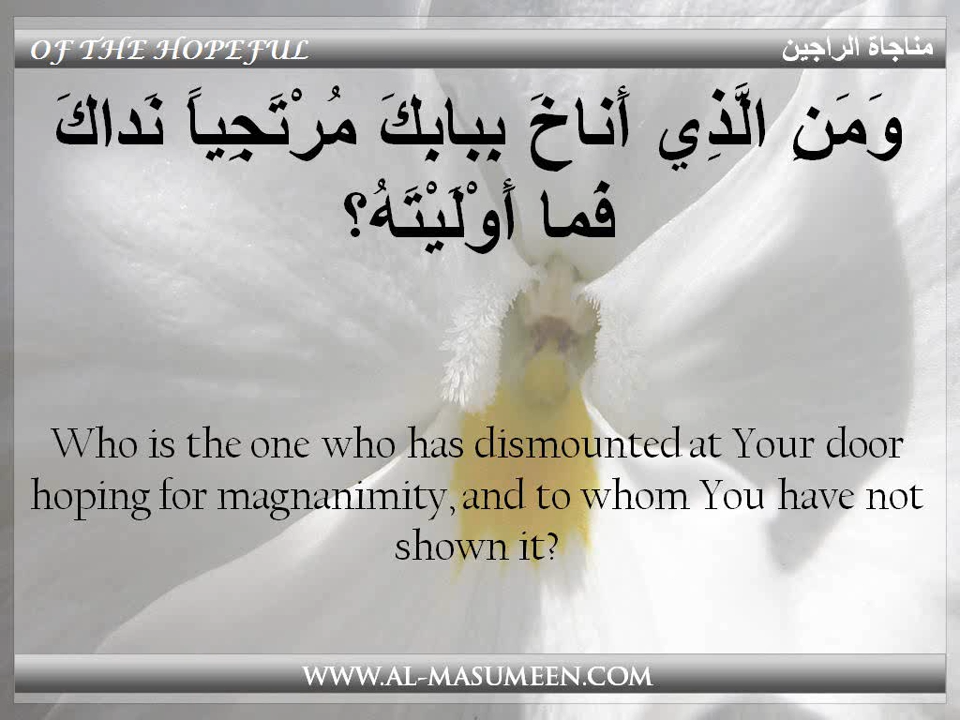 OF THE HOPEFUL
مناجاة الراجين
وَمَنِ الَّذِي أَناخَ بِبابِكَ مُرْتَجِياً نَداكَ
فَما أَوْلَيْتَهُ؟
Who is the one who has dismounted at Your door
hoping for magnanimity, and to whom You have not
shown it?
WWW.AL-MASUMEEN.COM